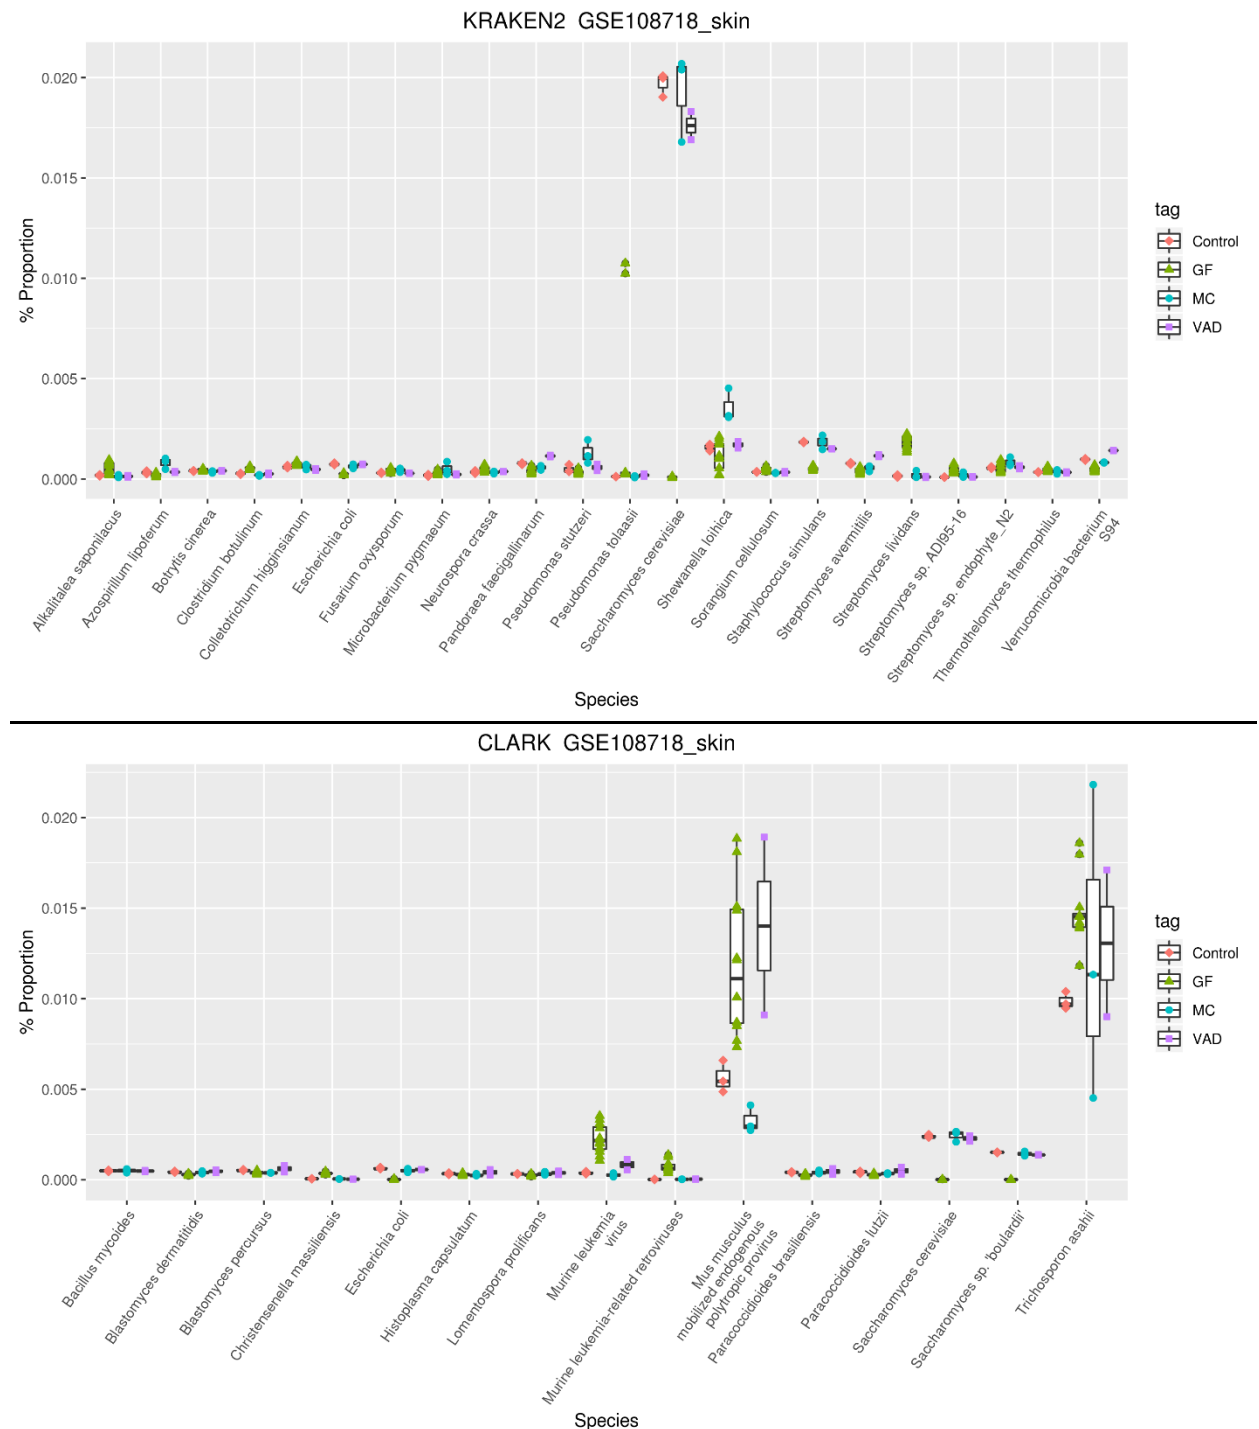 KRAKEN2 GSE108718_skin
0.020
0.015
0.010
0.005
0.000
% Proportion
Alkalitalea saponilacus
Azospirillum lipoferum
Botrytis cinerea
Clostridium botulinum
Colletotrichum higginsianum
Escherichia coli
Fusarium oxysporum
Microbacterium pygmaeum
Neurospora crassa
Pandoraea faecigallinarum
Pseudomonas stutzeri
Pseudomonas tolaasii
Saccharomyces cerevisiae
Shewanella loihica
Sorangium cellulosum
Staphylococcus simulans
Streptomyces avermitilis
Streptomyces lividans
Streptomyces sp. ADI95-16
Streptomyces sp. endophyte_N2
Thermothelomyces thermophilus
Verrucomicrobia bacterium
S94
Species
tag
Control
GF
MC
VAD
CLARK GSE108718_skin
0.020
0.015
0.010
0.005
0.000
% Proportion
Bacillus mycoides
Blastomyces dermatitidis
Blastomyces percursus
Christensenella massiliensis
Escherichia coli
Histoplasma capsulatum
Lomentospora prolificans
Murine leukemia
virus
Murine leukemia-related retroviruses
Mus musculus
mobilized endogenous
polytropic provirus
Paracoccidioides brasiliensis
Paracoccidioides lutzii
Saccharomyces cerevisiae
Saccharomyces sp. 'boulardii'
Trichosporon asahii
Species
tag
Control
GF
MC
VAD